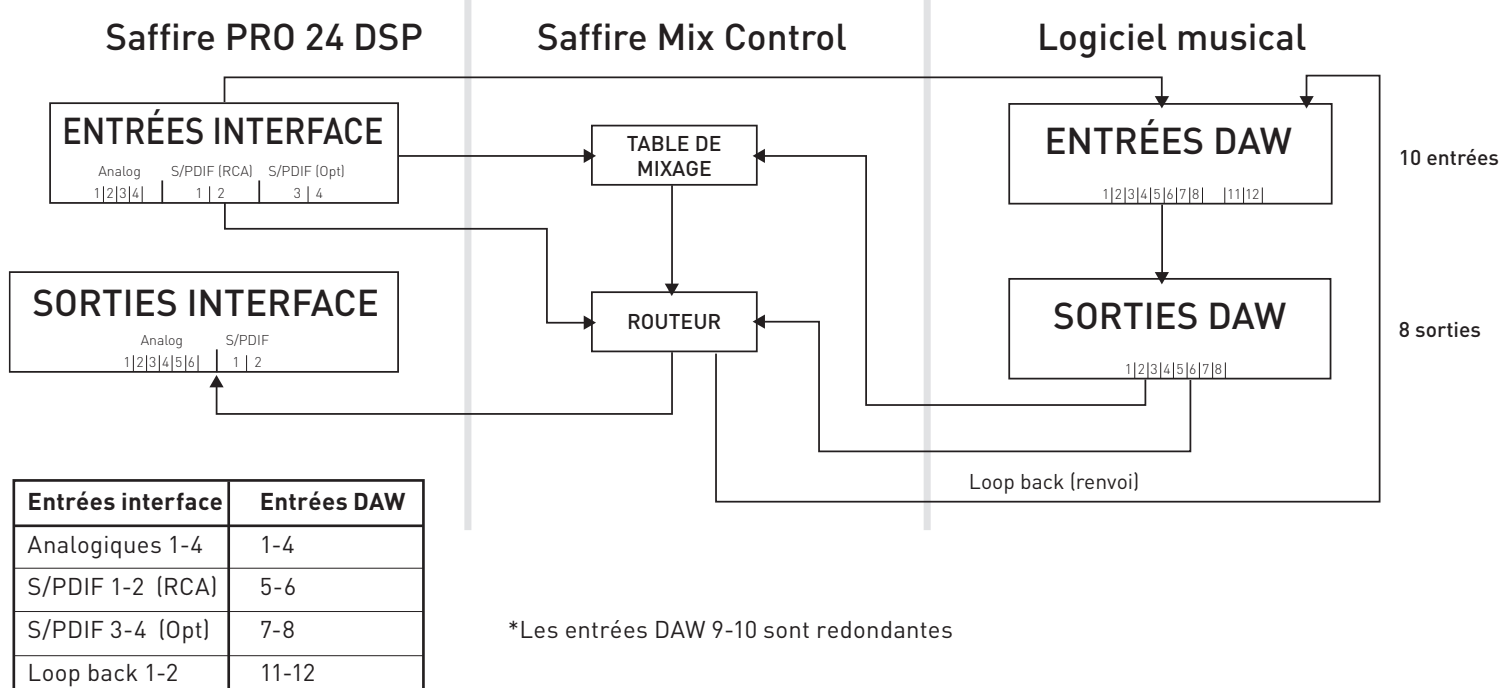 Saffire PRO 24 DSP
Saffire Mix Control
Logiciel musical
ENTRÉES INTERFACE
Analog S/PDIF (RCA) S/PDIF (Opt)
1|2|3|4| 1 | 2 3 | 4
TABLE DE
MIXAGE
ENTRÉES DAW
1|2|3|4|5|6|7|8| |11|12|
10 entrées
SORTIES INTERFACE
Analog S/PDIF
1|2|3|4|5|6| 1 | 2
ROUTEUR
SORTIES DAW
1|2|3|4|5|6|7|8|
8 sorties
Loop back (renvoi)
Entrées interface Entrées DAW
Analogiques 1-4 1-4
S/PDIF 1-2 (RCA) 5-6
S/PDIF 3-4 (Opt) 7-8
Loop back 1-2 11-12
*Les entrées DAW 9-10 sont redondantes